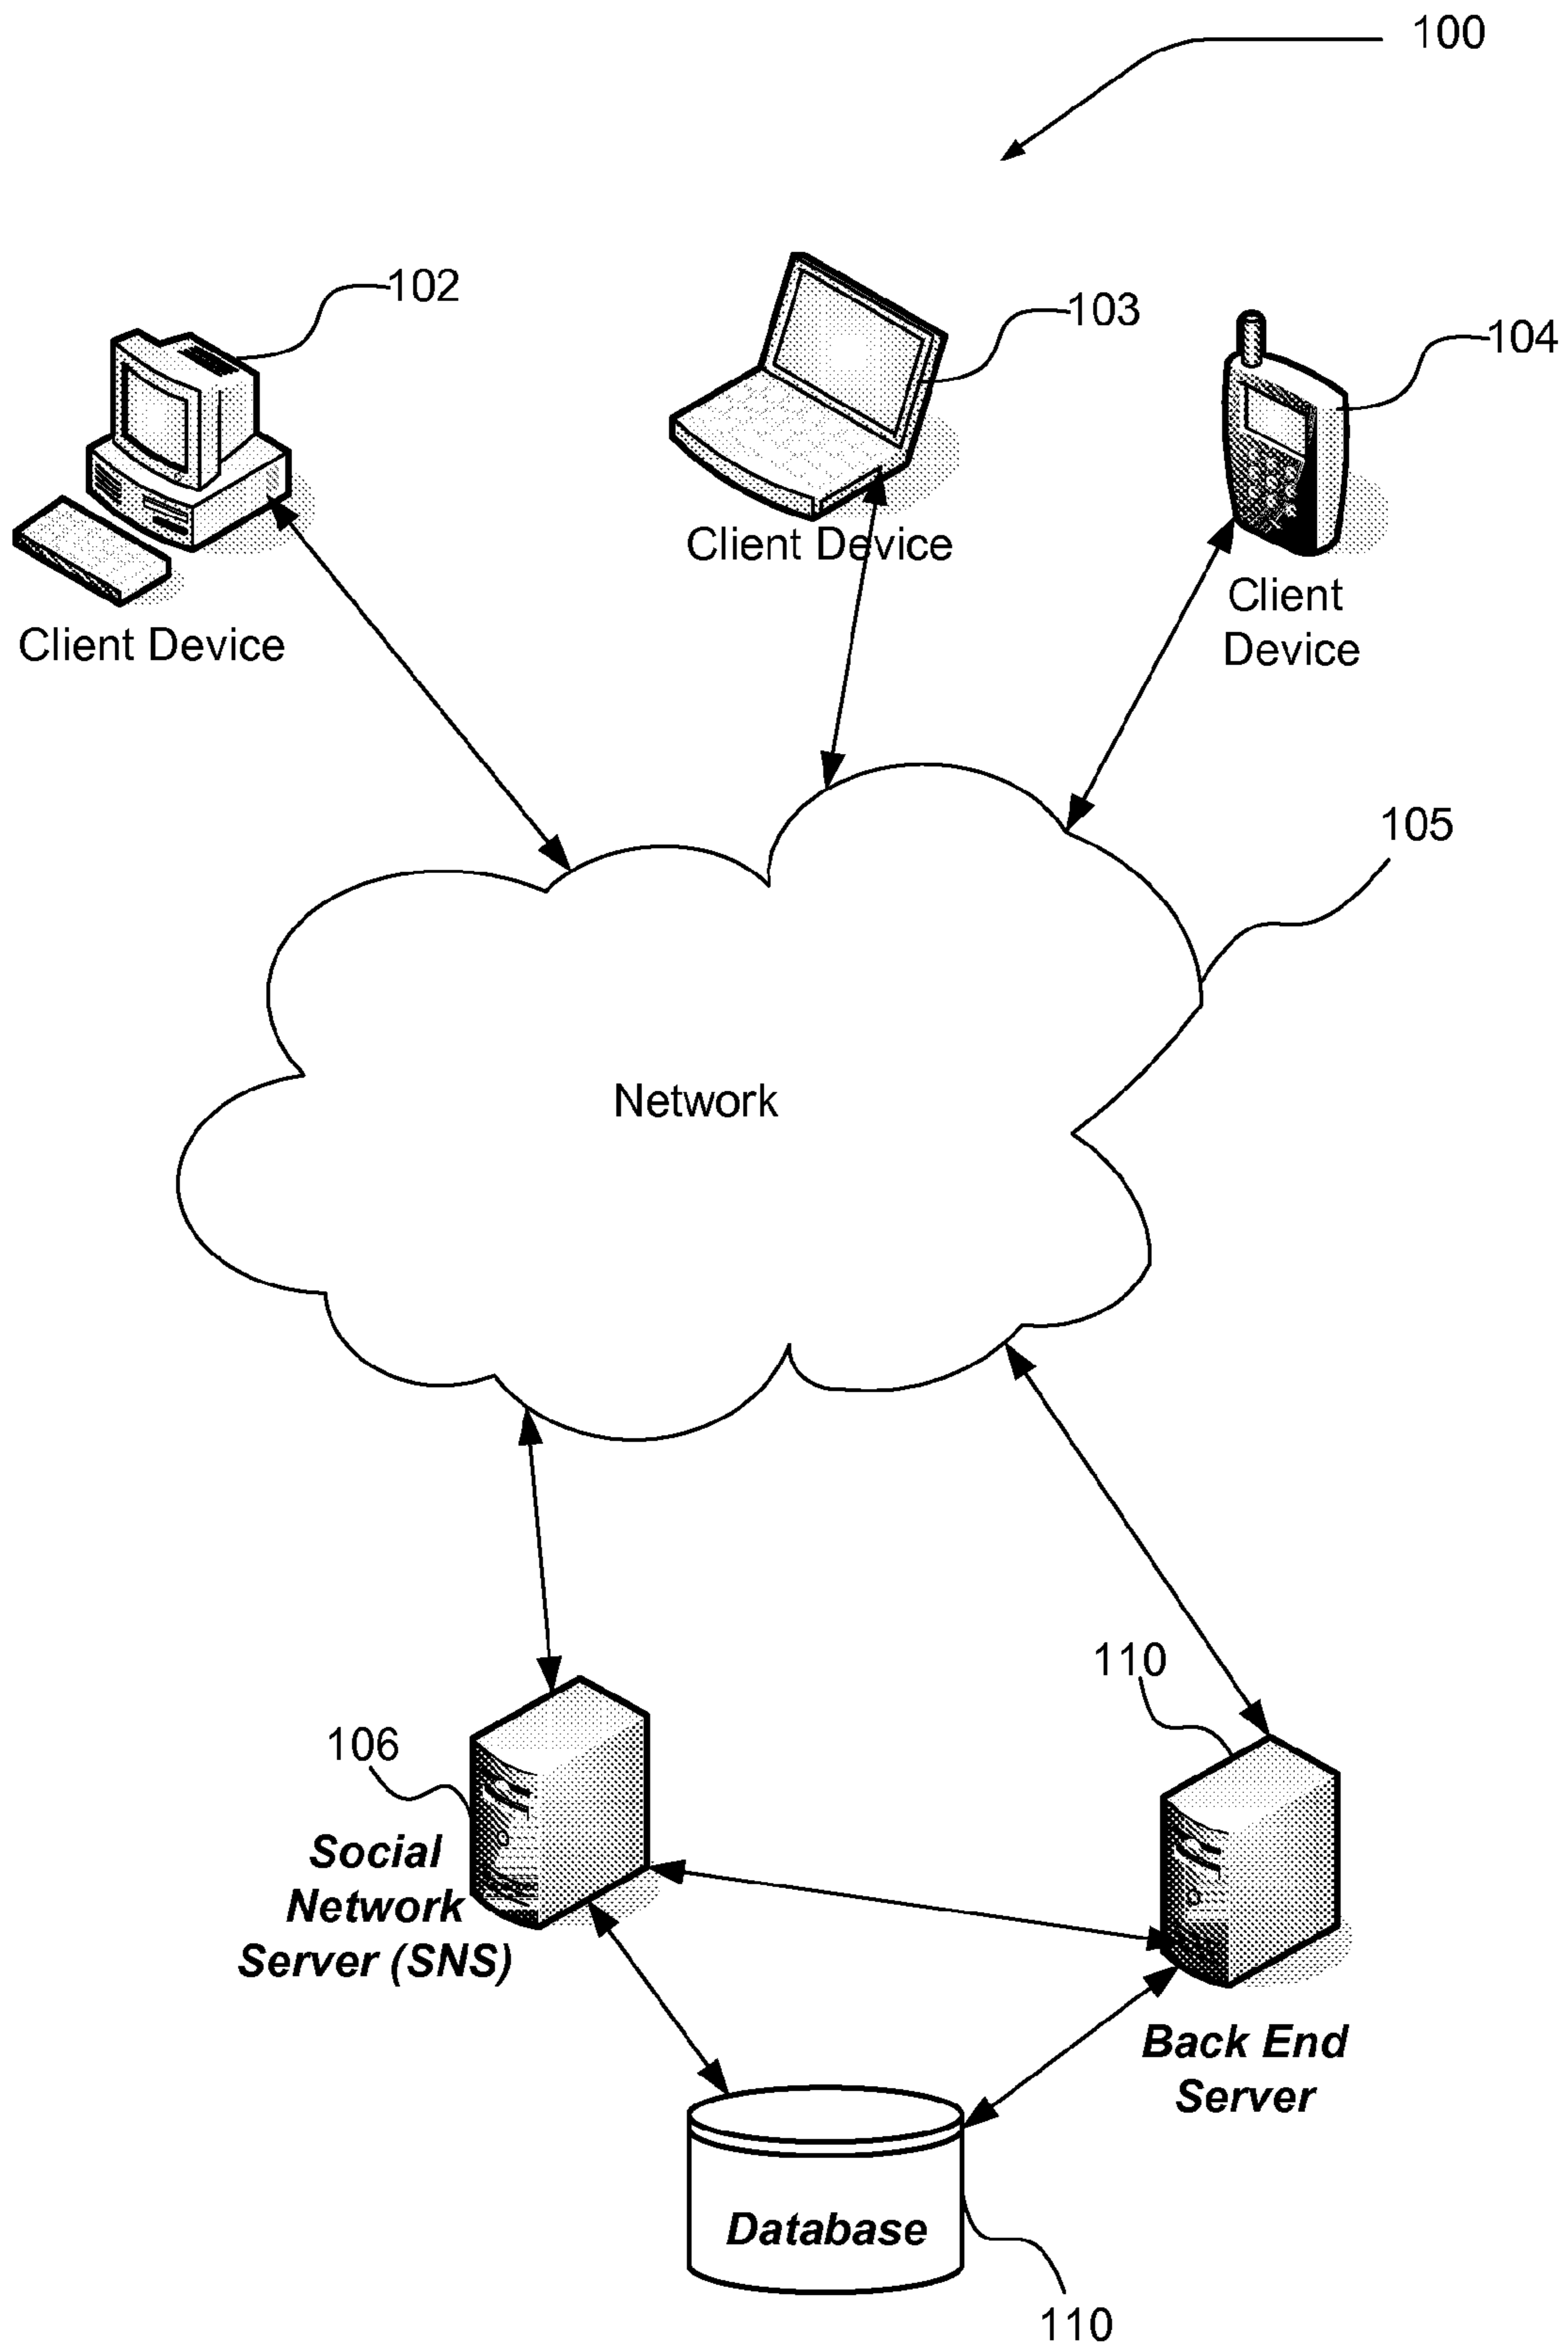 100
102
103
104
Client Device
Client
Device
Client Device
105
Network
110
106
Social
Network
Server (SNS)
Back End
Server
Database
110